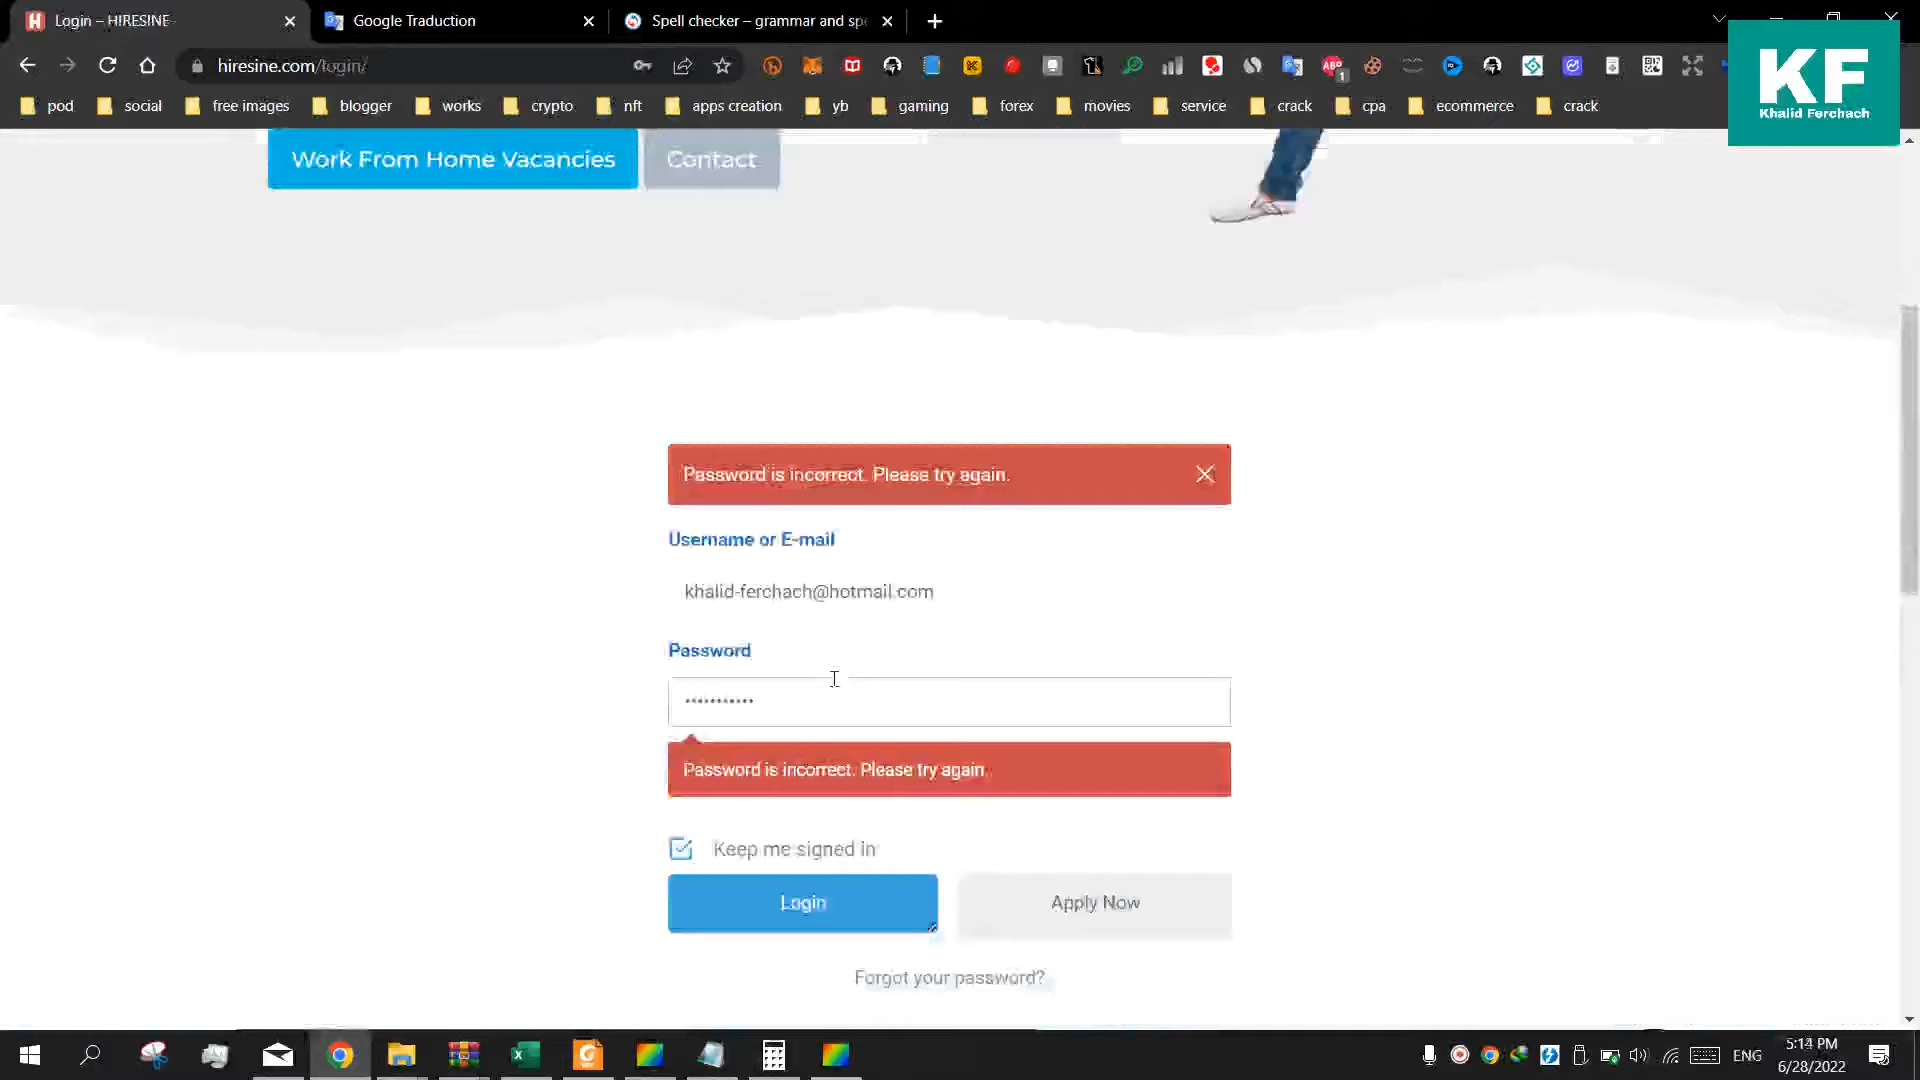 Login – HIRESINE
Google Traduction
Spell checker – grammar and spe
hiresine.com/login/
pod
social
free images
blogger
works
crypto
nft
apps creation
yb
gaming
forex
movies
service
crack
cpa
ecommerce
crack
KF
Khalid Ferchach
Work From Home Vacancies
Contact
Password is incorrect. Please try again.
Username or E-mail
khalid-ferchach@hotmail.com
Password
Password is incorrect. Please try again
Keep me signed in
Login
Apply Now
Forgot your password?
ENG
5:14 PM
6/28/2022